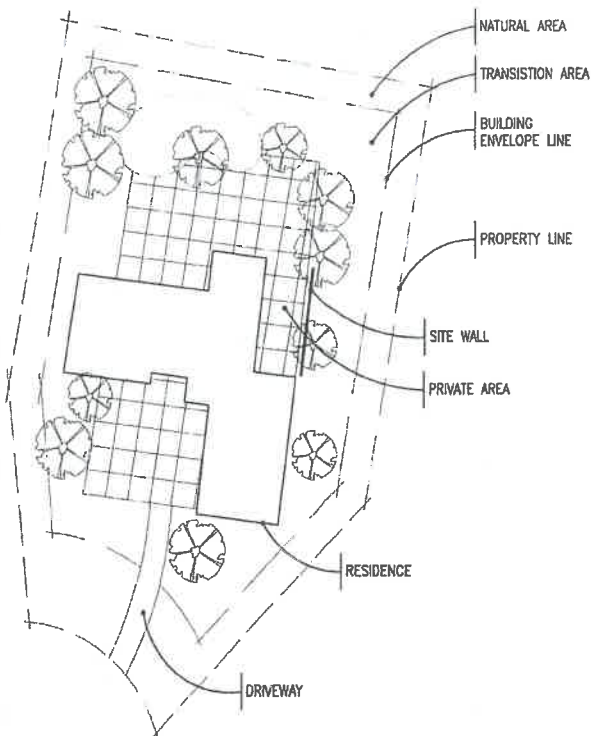 NATURAL AREA
TRANSISTION AREA
BUILDING
ENVELOPE LINE
PROPERTY LINE
SITE WALL
PRIVATE AREA
RESIDENCE
DRIVEWAY